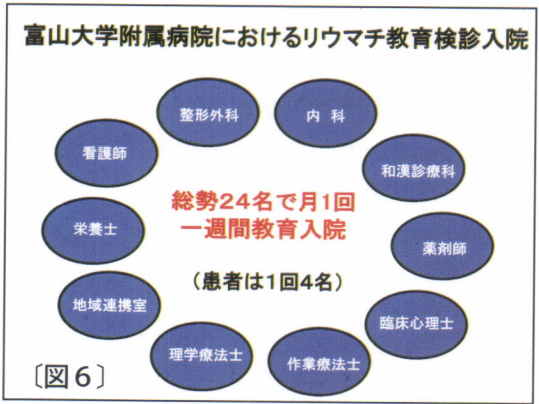 富山大学附属病院におけるリウマチ教育検診入院
整形外科
内 科
看護師
和漢診療科
総勢24名で月1回
一週間教育入院
栄養士
薬剤師
(患者は1回4名)
地域連携室
臨床心理士
理学療法士
作業療法士
〔図6〕